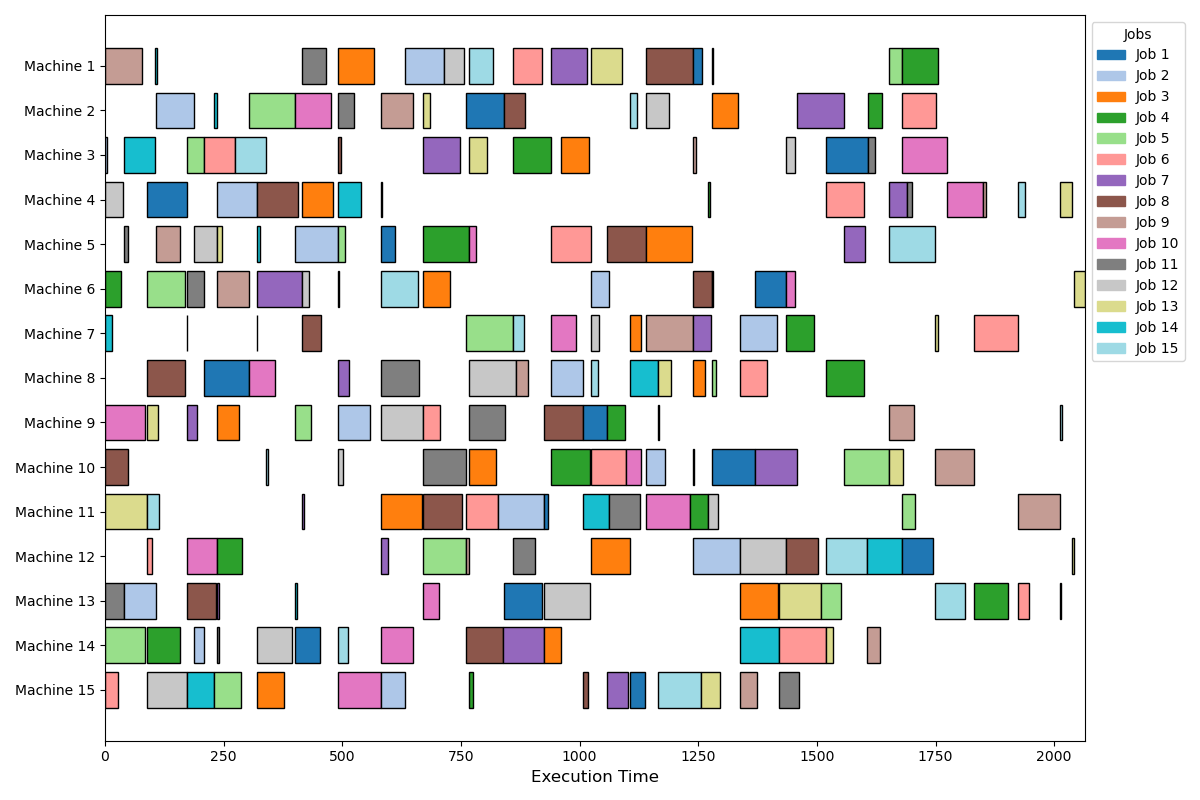 Machine 1
Machine 2
Machine 3
Machine 4
Machine 5
Machine 6
Machine 7
Machine 8
Machine 9
Machine 10
Machine 11
Machine 12
Machine 13
Machine 14
Machine 15
0 250 500 750 1000 1250 1500 1750 2000
Execution Time
Jobs
Job 1
Job 2
Job 3
Job 4
Job 5
Job 6
Job 7
Job 8
Job 9
Job 10
Job 11
Job 12
Job 13
Job 14
Job 15